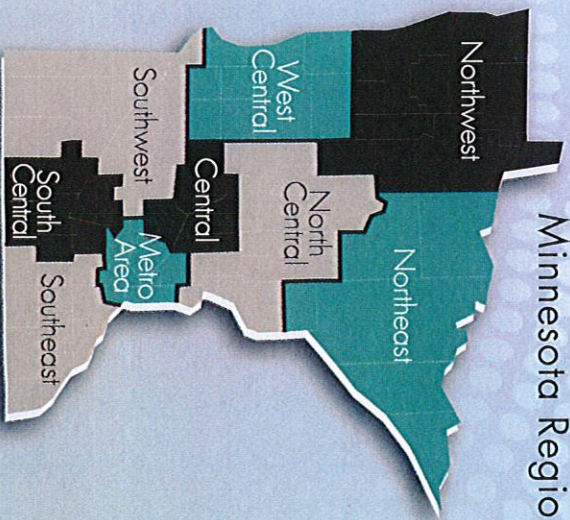 Minnesota Regio
Northwest
Northeast
West
Central
North
Central
Central
Southwest
Metro
Area
South
Central
Southeast